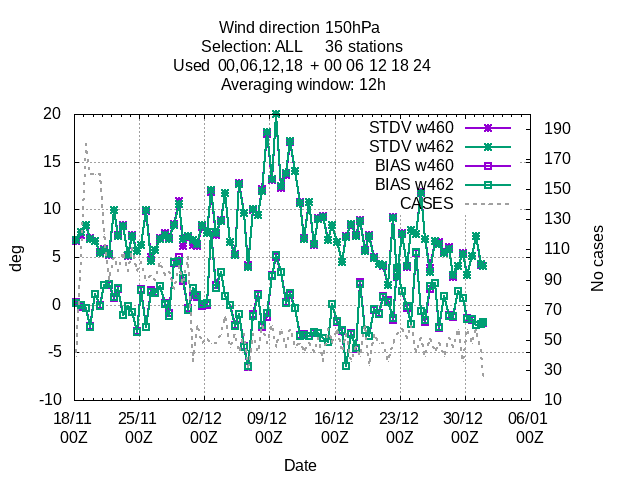 Wind direction 150hPa
Selection: ALL 36 stations
Used 00,06,12,18 + 00 06 12 18 24
Averaging window: 12h
STDV w460
STDV w462
BIAS w460
BIAS w462
CASES
20
15
10
5
0
-5
-10
deg
190
170
150
130
110
90
70
50
30
10
No cases
18/11 25/11 02/12 09/12 16/12 23/12 30/12 06/01
00Z 00Z 00Z 00Z 00Z 00Z 00Z 00Z
Date